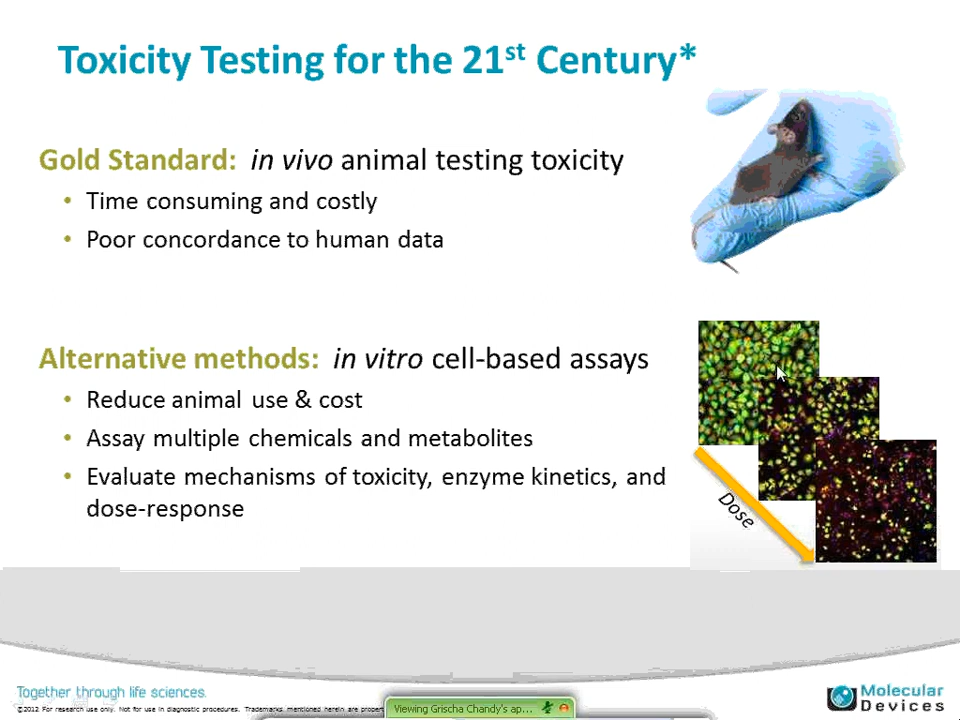 Toxicity Testing for the 21st Century*
Gold Standard: in vivo animal testing toxicity
• Time consuming and costly
• Poor concordance to human data
Alternative methods: in vitro cell-based assays
• Reduce animal use & cost
• Assay multiple chemicals and metabolites
• Evaluate mechanisms of toxicity, enzyme kinetics, and
dose-response
Dose
Together through life sciences.
©2012 For research use only. Not for use in diagnostic procedures. Trademarks mentioned herein are proper
Viewing Grischa Chandy's ap...
Molecular
Devices